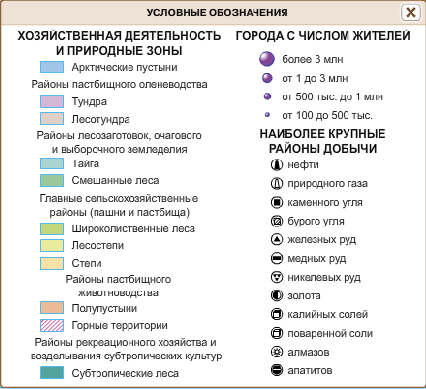 УСЛОВНЫЕ ОБОЗНАЧЕНИЯ
ХОЗЯЙСТВЕННАЯ ДЕЯТЕЛЬНОСТЬ
И ПРИРОДНЫЕ ЗОНЫ
Арктические пустыни
Районы пастбищного оленеводства
Тундра
Лесотундра
Районы лесозаготовок, очагового
и выборочного земледелия
Тайга
Смешанные леса
Главные сельскохозяйственные
районы (пашни и пастбища)
Широколиственные леса
Лесостепи
Степи
Районы пастбищного
животноводства
Полупустыни
Горные территории
Районы рекреационного хозяйства и
возделывания субтропических культур
Субтропические леса
ГОРОДА С ЧИСЛОМ ЖИТЕЛЕЙ
более 3 млн
от 1 до 3 млн
от 500 тыс. до 1 млн
от 100 до 500 тыс.
НАИБОЛЕЕ КРУПНЫЕ
РАЙОНЫ ДОБЫЧИ
нефти
природного газа
каменного угля
бурого угля
железных руд
медных руд
никелевых руд
золота
калийных солей
поваренной соли
алмазов
апатитов